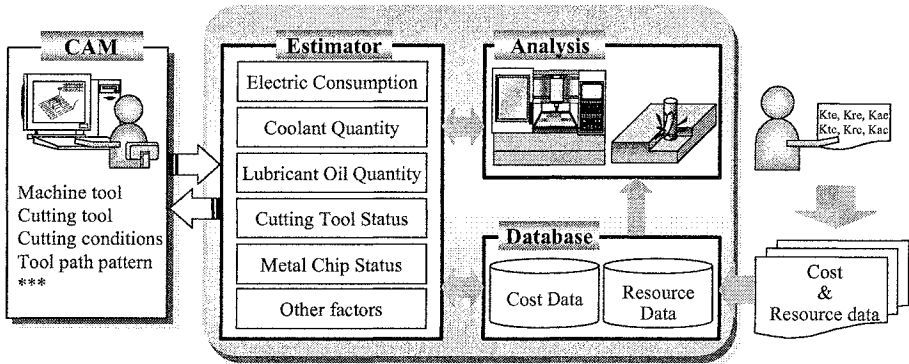 CAM
Machine tool
Cutting tool
Cutting conditions
Tool path pattern
***
Estimator
Electric Consumption
Coolant Quantity
Lubricant Oil Quantity
Cutting Tool Status
Metal Chip Status
Other factors
Analysis
Database
Cost Data
Resource
Data
Kte, Kre, Kae
Ktc, Krc, Kac
Cost
&
Resource data